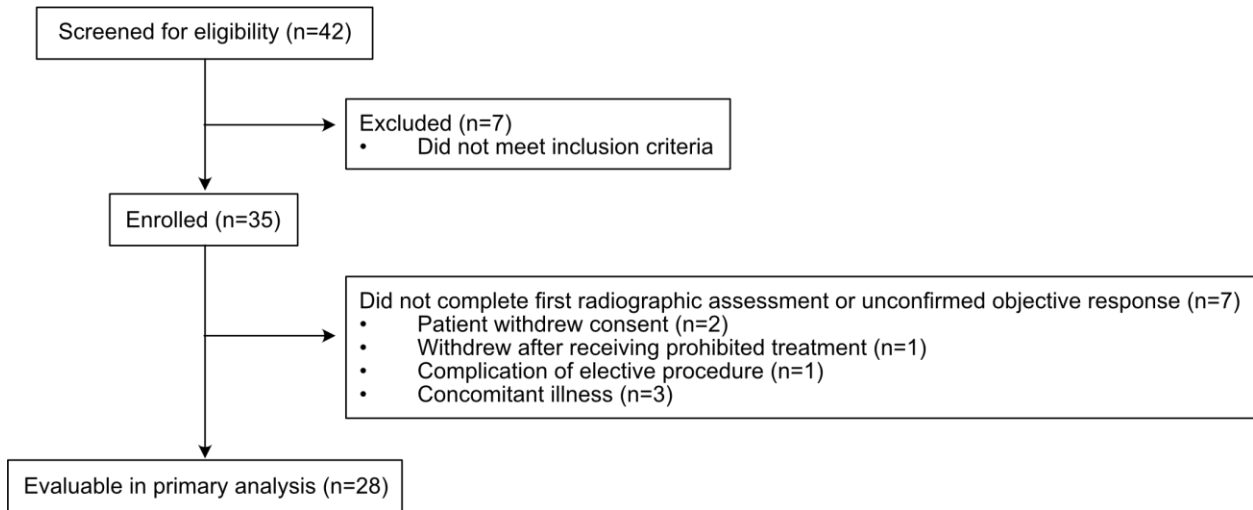 Screened for eligibility (n=42)
Excluded (n=7)
• Did not meet inclusion criteria
Enrolled (n=35)
Did not complete first radiographic assessment or unconfirmed objective response (n=7)
• Patient withdrew consent (n=2)
• Withdrew after receiving prohibited treatment (n=1)
• Complication of elective procedure (n=1)
• Concomitant illness (n=3)
Evaluable in primary analysis (n=28)